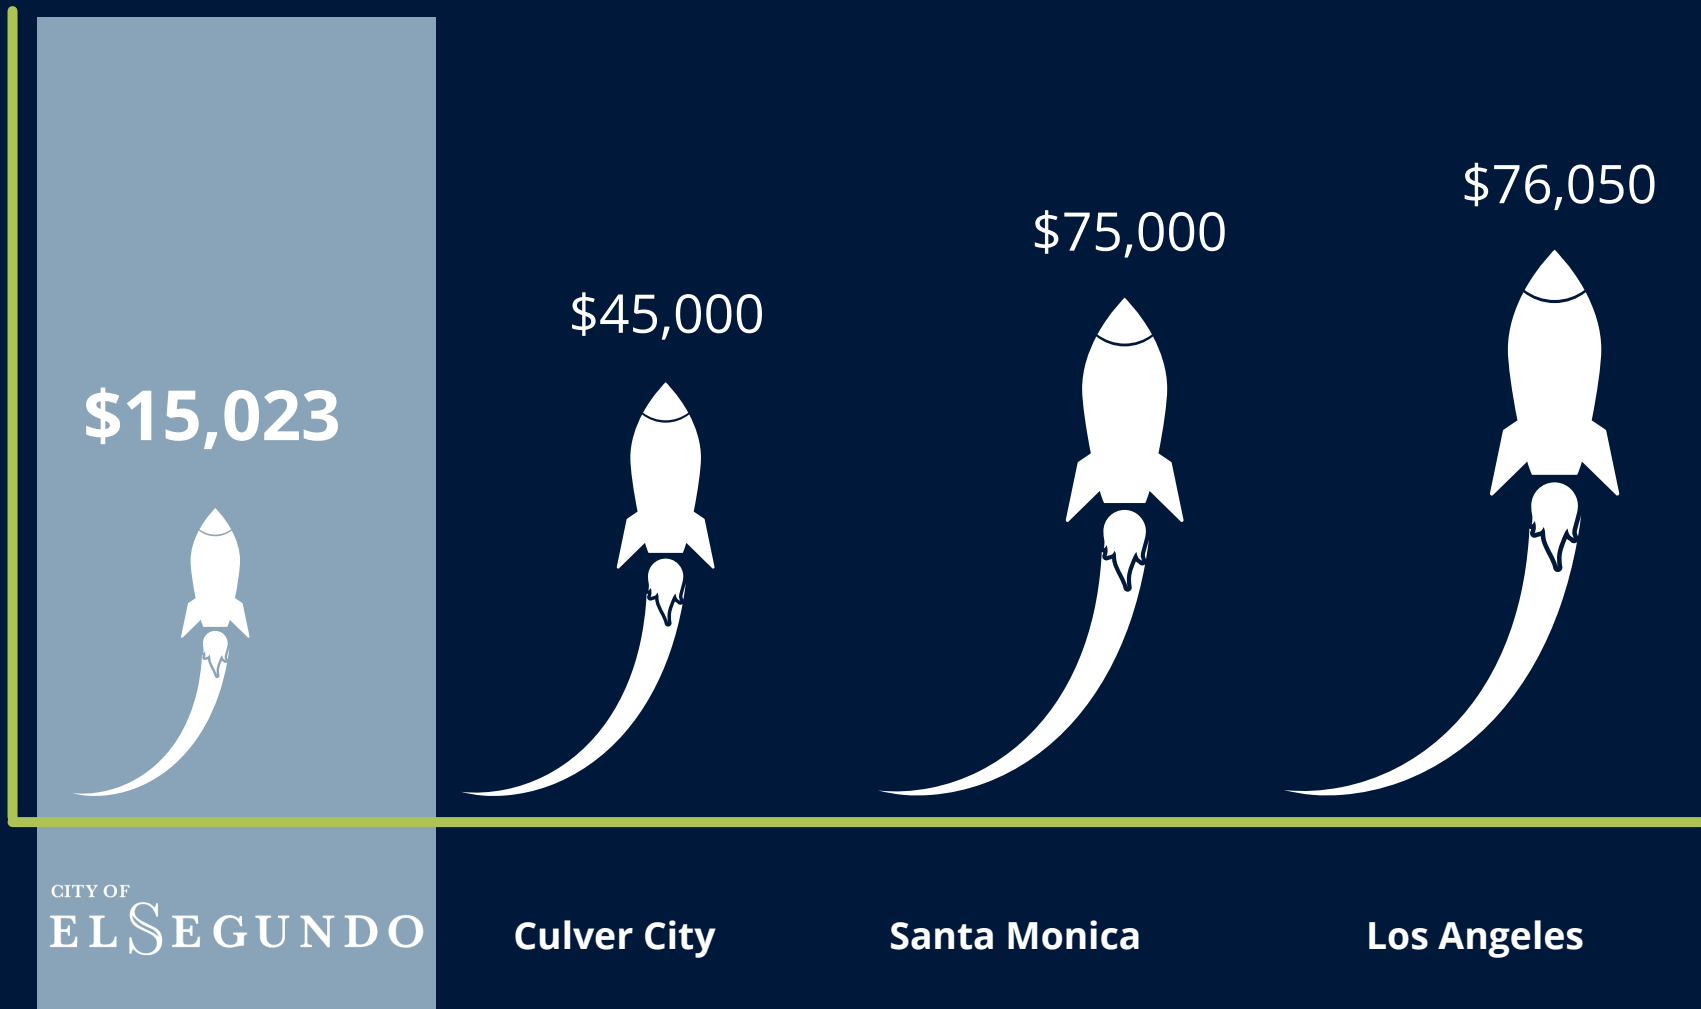 $15,023
$45,000
$75,000
$76,050
CITY OF
EL SEGUNDO
Culver City
Santa Monica
Los Angeles